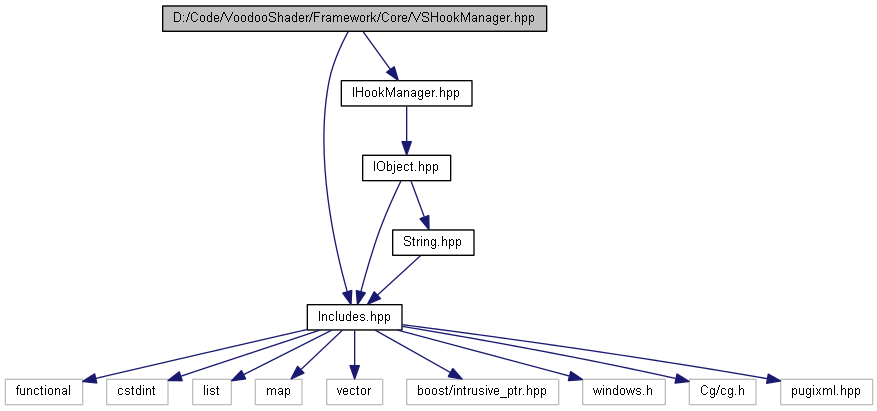 D:/Code/VoodooShader/Framework/Core/VSHookManager.hpp
IHookManager.hpp
IObject.hpp
String.hpp
Includes.hpp
functional
cstdint
list
map
vector
boost/intrusive_ptr.hpp
windows.h
Cg/cg.h
pugixml.hpp